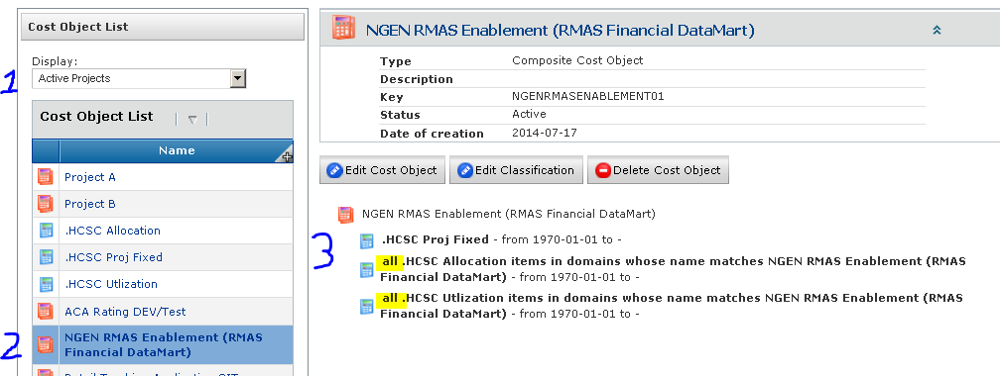 Cost Object List
Display:
1
Active Projects
Cost Object List
Name
Project A
Project B
.HCSC Allocation
.HCSC Proj Fixed
.HCSC Utlization
ACA Rating DEV/Test
2
NGEN RMAS Enablement (RMAS
Financial DataMart)
NGEN RMAS Enablement (RMAS Financial DataMart)
Type Composite Cost Object
Description
Key NGENRMASENABLEMENT01
Status Active
Date of creation 2014-07-17
Edit Cost Object Edit Classification Delete Cost Object
NGEN RMAS Enablement (RMAS Financial DataMart)
3
.HCSC Proj Fixed - from 1970-01-01 to -
all .HCSC Allocation items in domains whose name matches NGEN RMAS Enablement (RMAS
Financial DataMart) - from 1970-01-01 to -
all .HCSC Utlization items in domains whose name matches NGEN RMAS Enablement (RMAS
Financial DataMart) - from 1970-01-01 to -